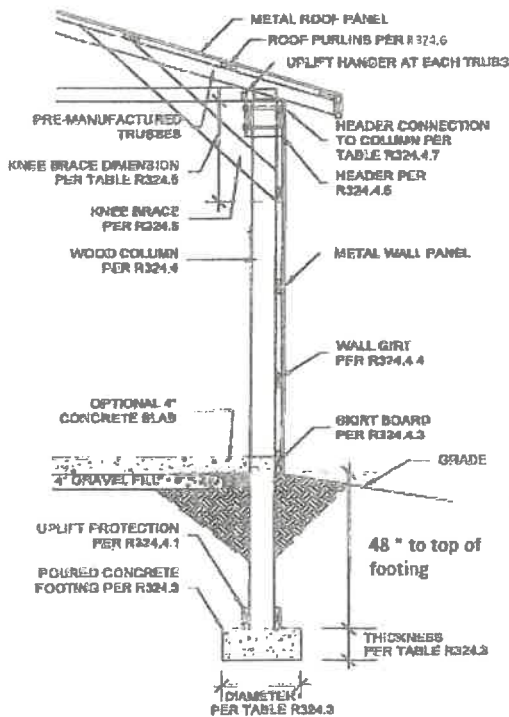 METAL ROOF PANEL
ROOF PURLINS PER R324.6
UPLIFT HANGER AT EACH TRUSS
PRE-MANUFACTURED
TRUSSES
HEADER CONNECTION
TO COLUMN PER
TABLE R324.4.7
KNEE BRACE DIMENSION
PER TABLE R324.5
HEADER PER
R324.4.5
KNEE BRACE
PER R324.5
WOOD COLUMN
PER R324.4
METAL WALL PANEL
WALL GIRT
PER R324.4.4
OPTIONAL 4"
CONCRETE SLAB
SKIRT BOARD
PER R324.4.3
GRADE
4" GRAVEL FILL
UPLIFT PROTECTION
PER R324.4.1
48 " to top of
footing
POURED CONCRETE
FOOTING PER R324.3
THICKNESS
PER TABLE R324.3
DIAMETER
PER TABLE R324.3